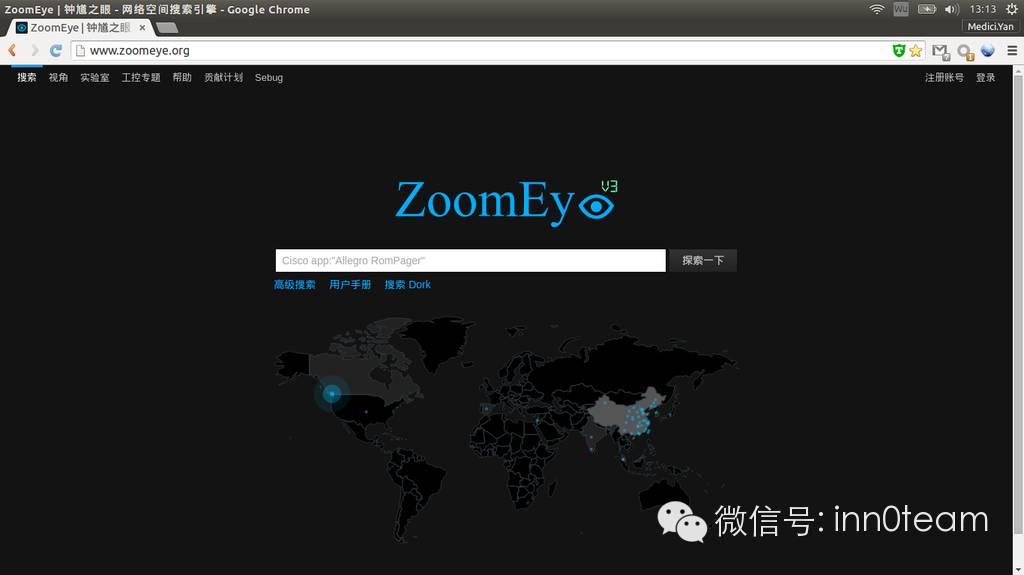 ZoomEye | 钟馗之眼 - 网络空间搜索引擎 - Google Chrome
Wu
13:13
ZoomEye | 钟馗之眼
Medici.Yan
www.zoomeye.org
搜索 视角 实验室 工控专题 帮助 贡献计划 Sebug 注册账号 登录
ZoomEye V3
Cisco app:"Allegro RomPager" 探索一下
高级搜索 用户手册 搜索 Dork
微信号: inn0team